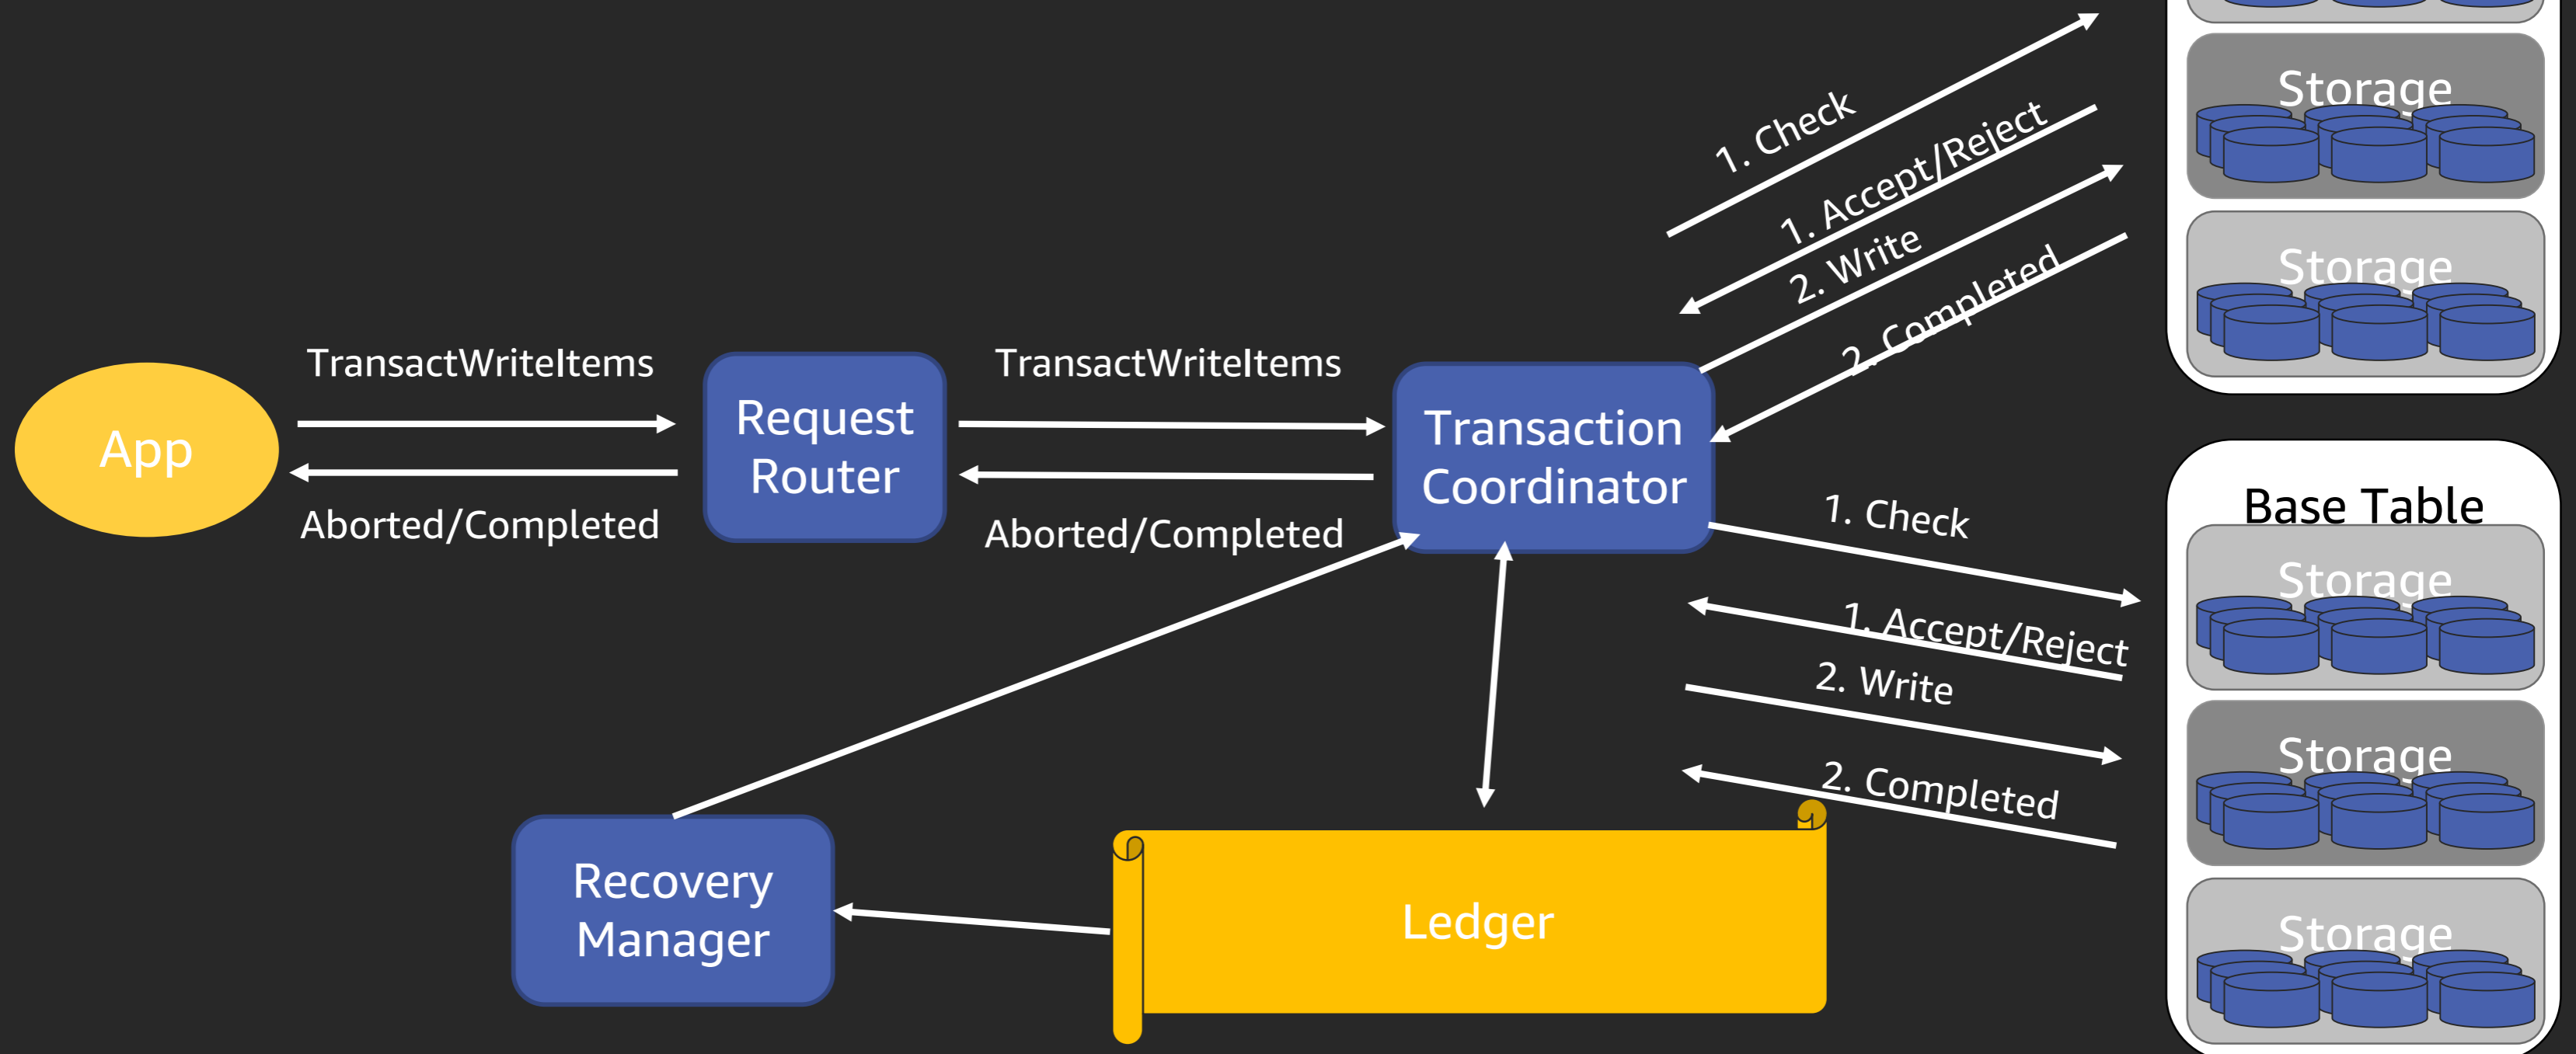 App
TransactWriteItems
Aborted/Completed
Request
Router
TransactWriteItems
Aborted/Completed
Transaction
Coordinator
1. Check
1. Accept/Reject
2. Write
2. Completed
Storage
Storage
1. Check
1. Accept/Reject
2. Write
2. Completed
Base Table
Storage
Storage
Storage
Recovery
Manager
Ledger